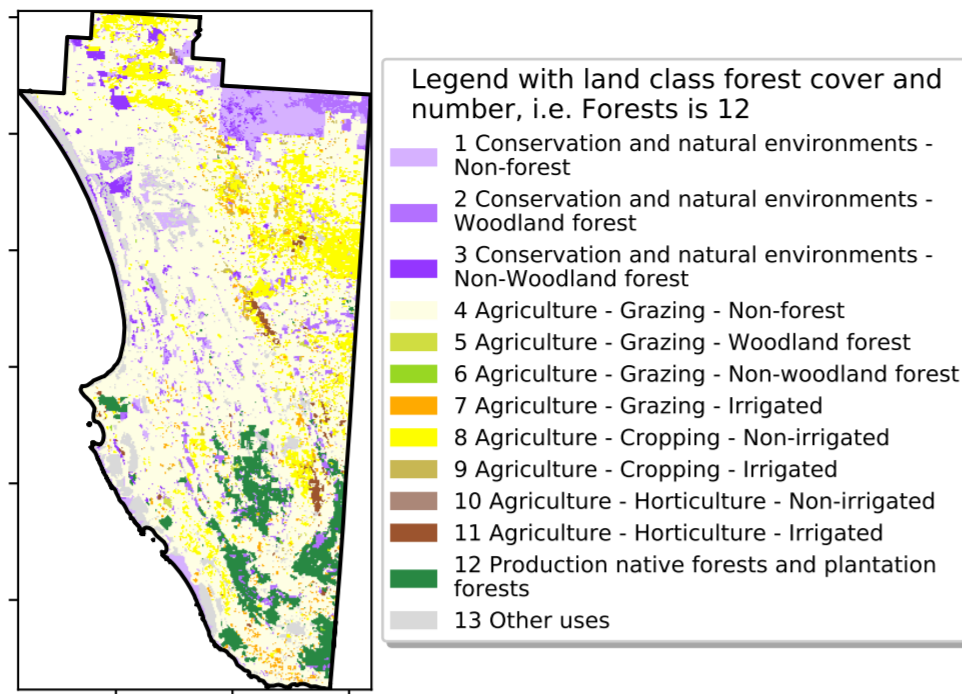 Legend with land class forest cover and
number, i.e. Forests is 12
1 Conservation and natural environments -
Non-forest
2 Conservation and natural environments -
Woodland forest
3 Conservation and natural environments -
Non-Woodland forest
4 Agriculture - Grazing - Non-forest
5 Agriculture - Grazing - Woodland forest
6 Agriculture - Grazing - Non-woodland forest
7 Agriculture - Grazing - Irrigated
8 Agriculture - Cropping - Non-irrigated
9 Agriculture - Cropping - Irrigated
10 Agriculture - Horticulture - Non-irrigated
11 Agriculture - Horticulture - Irrigated
12 Production native forests and plantation
forests
13 Other uses